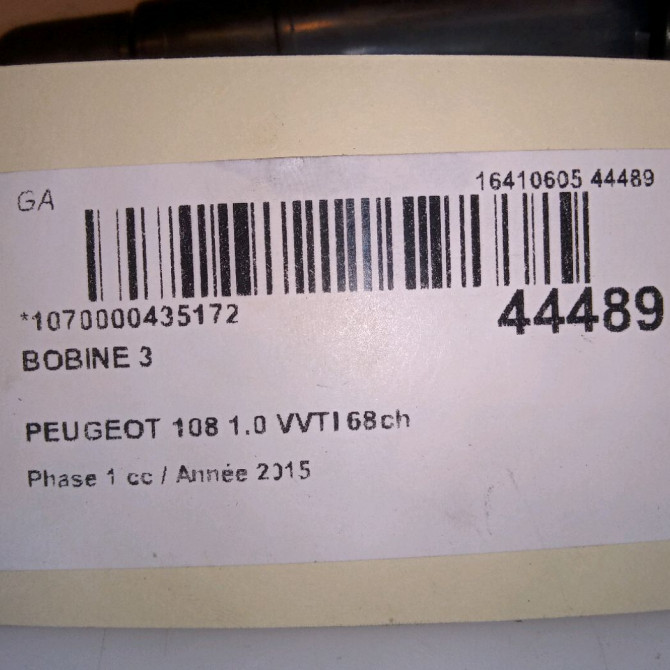 GA
16410605 44489
*1070000435172
44489
BOBINE 3
PEUGEOT 108 1.0 VVTI 68ch
Phase 1 cc / Année 2015